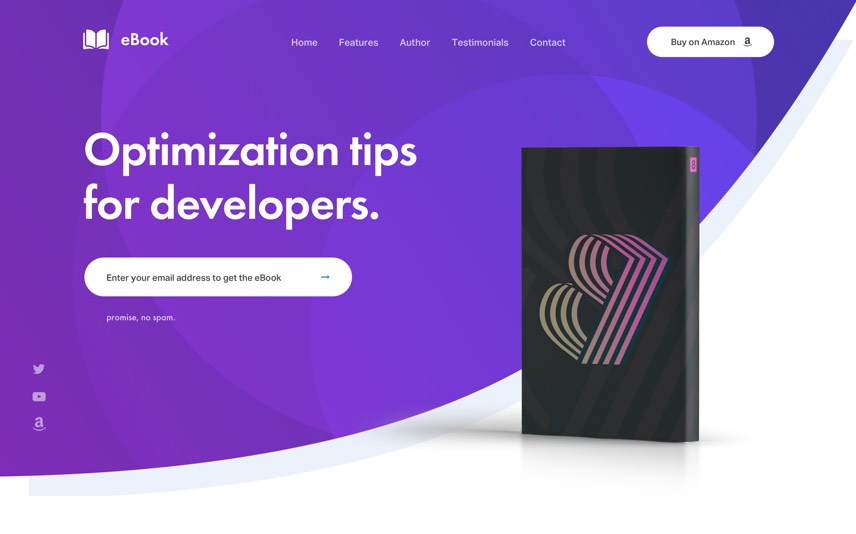 eBook
Home Features Author Testimonials Contact
Buy on Amazon
Optimization tips
for developers.
Enter your email address to get the eBook
promise, no spam.